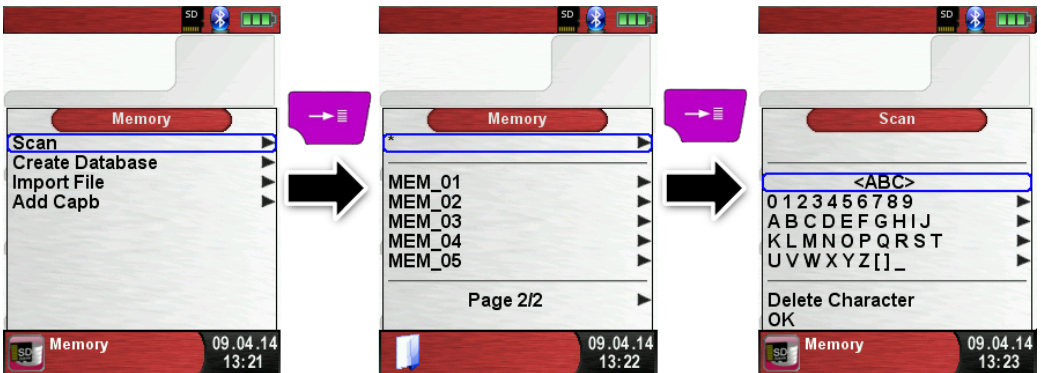 SD
Memory
Scan
Create Database
Import File
Add Capb
SD
Memory
09.04.14
13:21
SD
Memory
*
MEM_01
MEM_02
MEM_03
MEM_04
MEM_05
Page 2/2
09.04.14
13:22
SD
Scan
<ABC>
0 1 2 3 4 5 6 7 8 9
A B C D E F G H I J
K L M N O P Q R S T
U V W X Y Z [ ] _
Delete Character
OK
SD
Memory
09.04.14
13:23